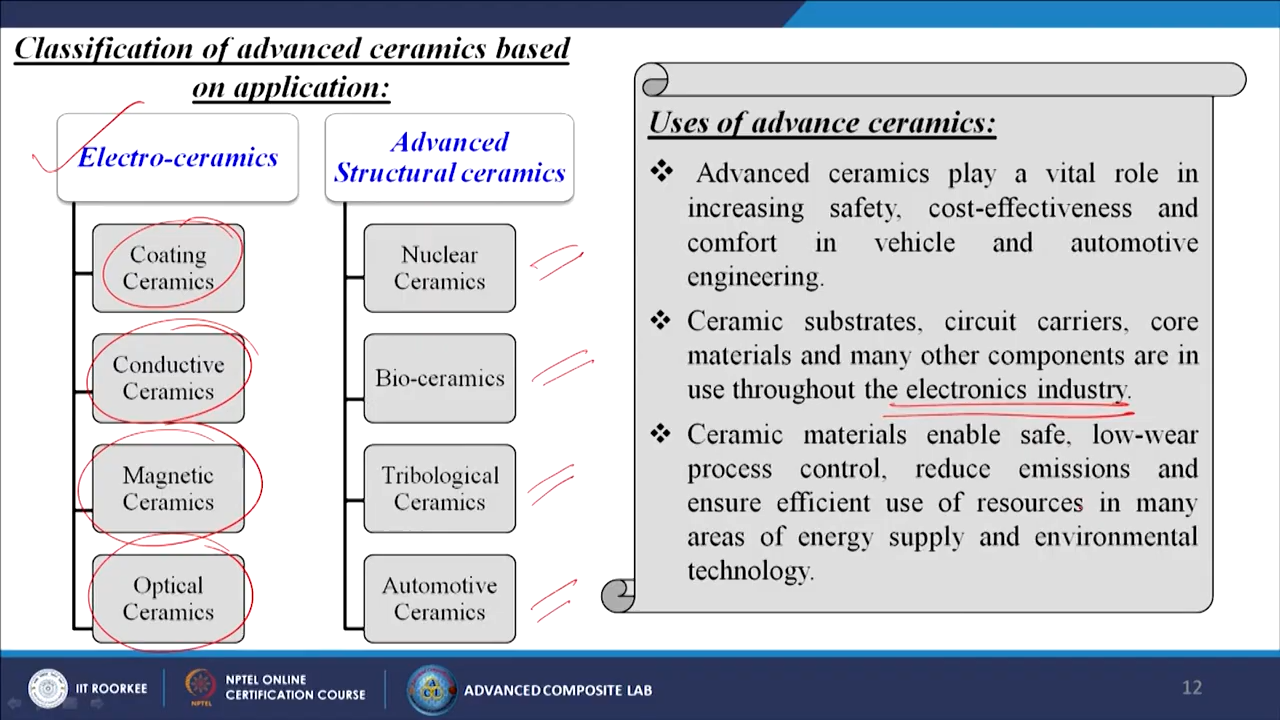 Classification of advanced ceramics based
on application:
Electro-ceramics
Coating
Ceramics
Conductive
Ceramics
Magnetic
Ceramics
Optical
Ceramics
Advanced
Structural ceramics
Nuclear
Ceramics
Bio-ceramics
Tribological
Ceramics
Automotive
Ceramics
Uses of advance ceramics:
❖ Advanced ceramics play a vital role in
increasing safety, cost-effectiveness and
comfort in vehicle and automotive
engineering.
❖ Ceramic substrates, circuit carriers, core
materials and many other components are in
use throughout the electronics industry.
❖ Ceramic materials enable safe, low-wear
process control, reduce emissions and
ensure efficient use of resources in many
areas of energy supply and environmental
technology.
IIT ROORKEE
NPTEL
NPTEL ONLINE
CERTIFICATION COURSE
ACL
ADVANCED COMPOSITE LAB
12